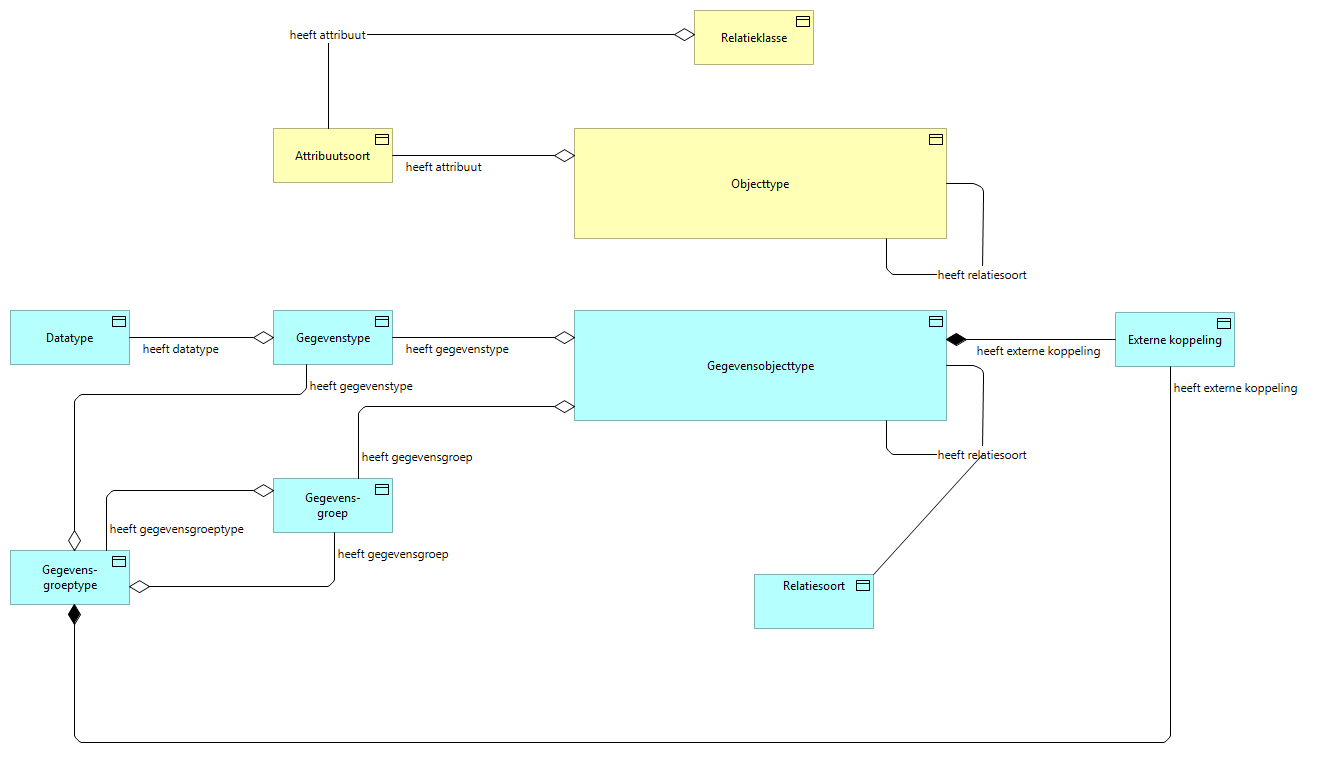 heeft attribuut
Relatieklasse
Attribuutsoort
heeft attribuut
Objecttype
heeft relatiesoort
Datatype
heeft datatype
Gegevenstype
heeft gegevenstype
Gegevensobjecttype
heeft externe koppeling
Externe koppeling
heeft gegevenstype
heeft externe koppeling
heeft gegevensgroep
heeft relatiesoort
Gegevens-
groep
heeft gegevensgroeptype
heeft gegevensgroep
Gegevens-
groeptype
Relatiesoort